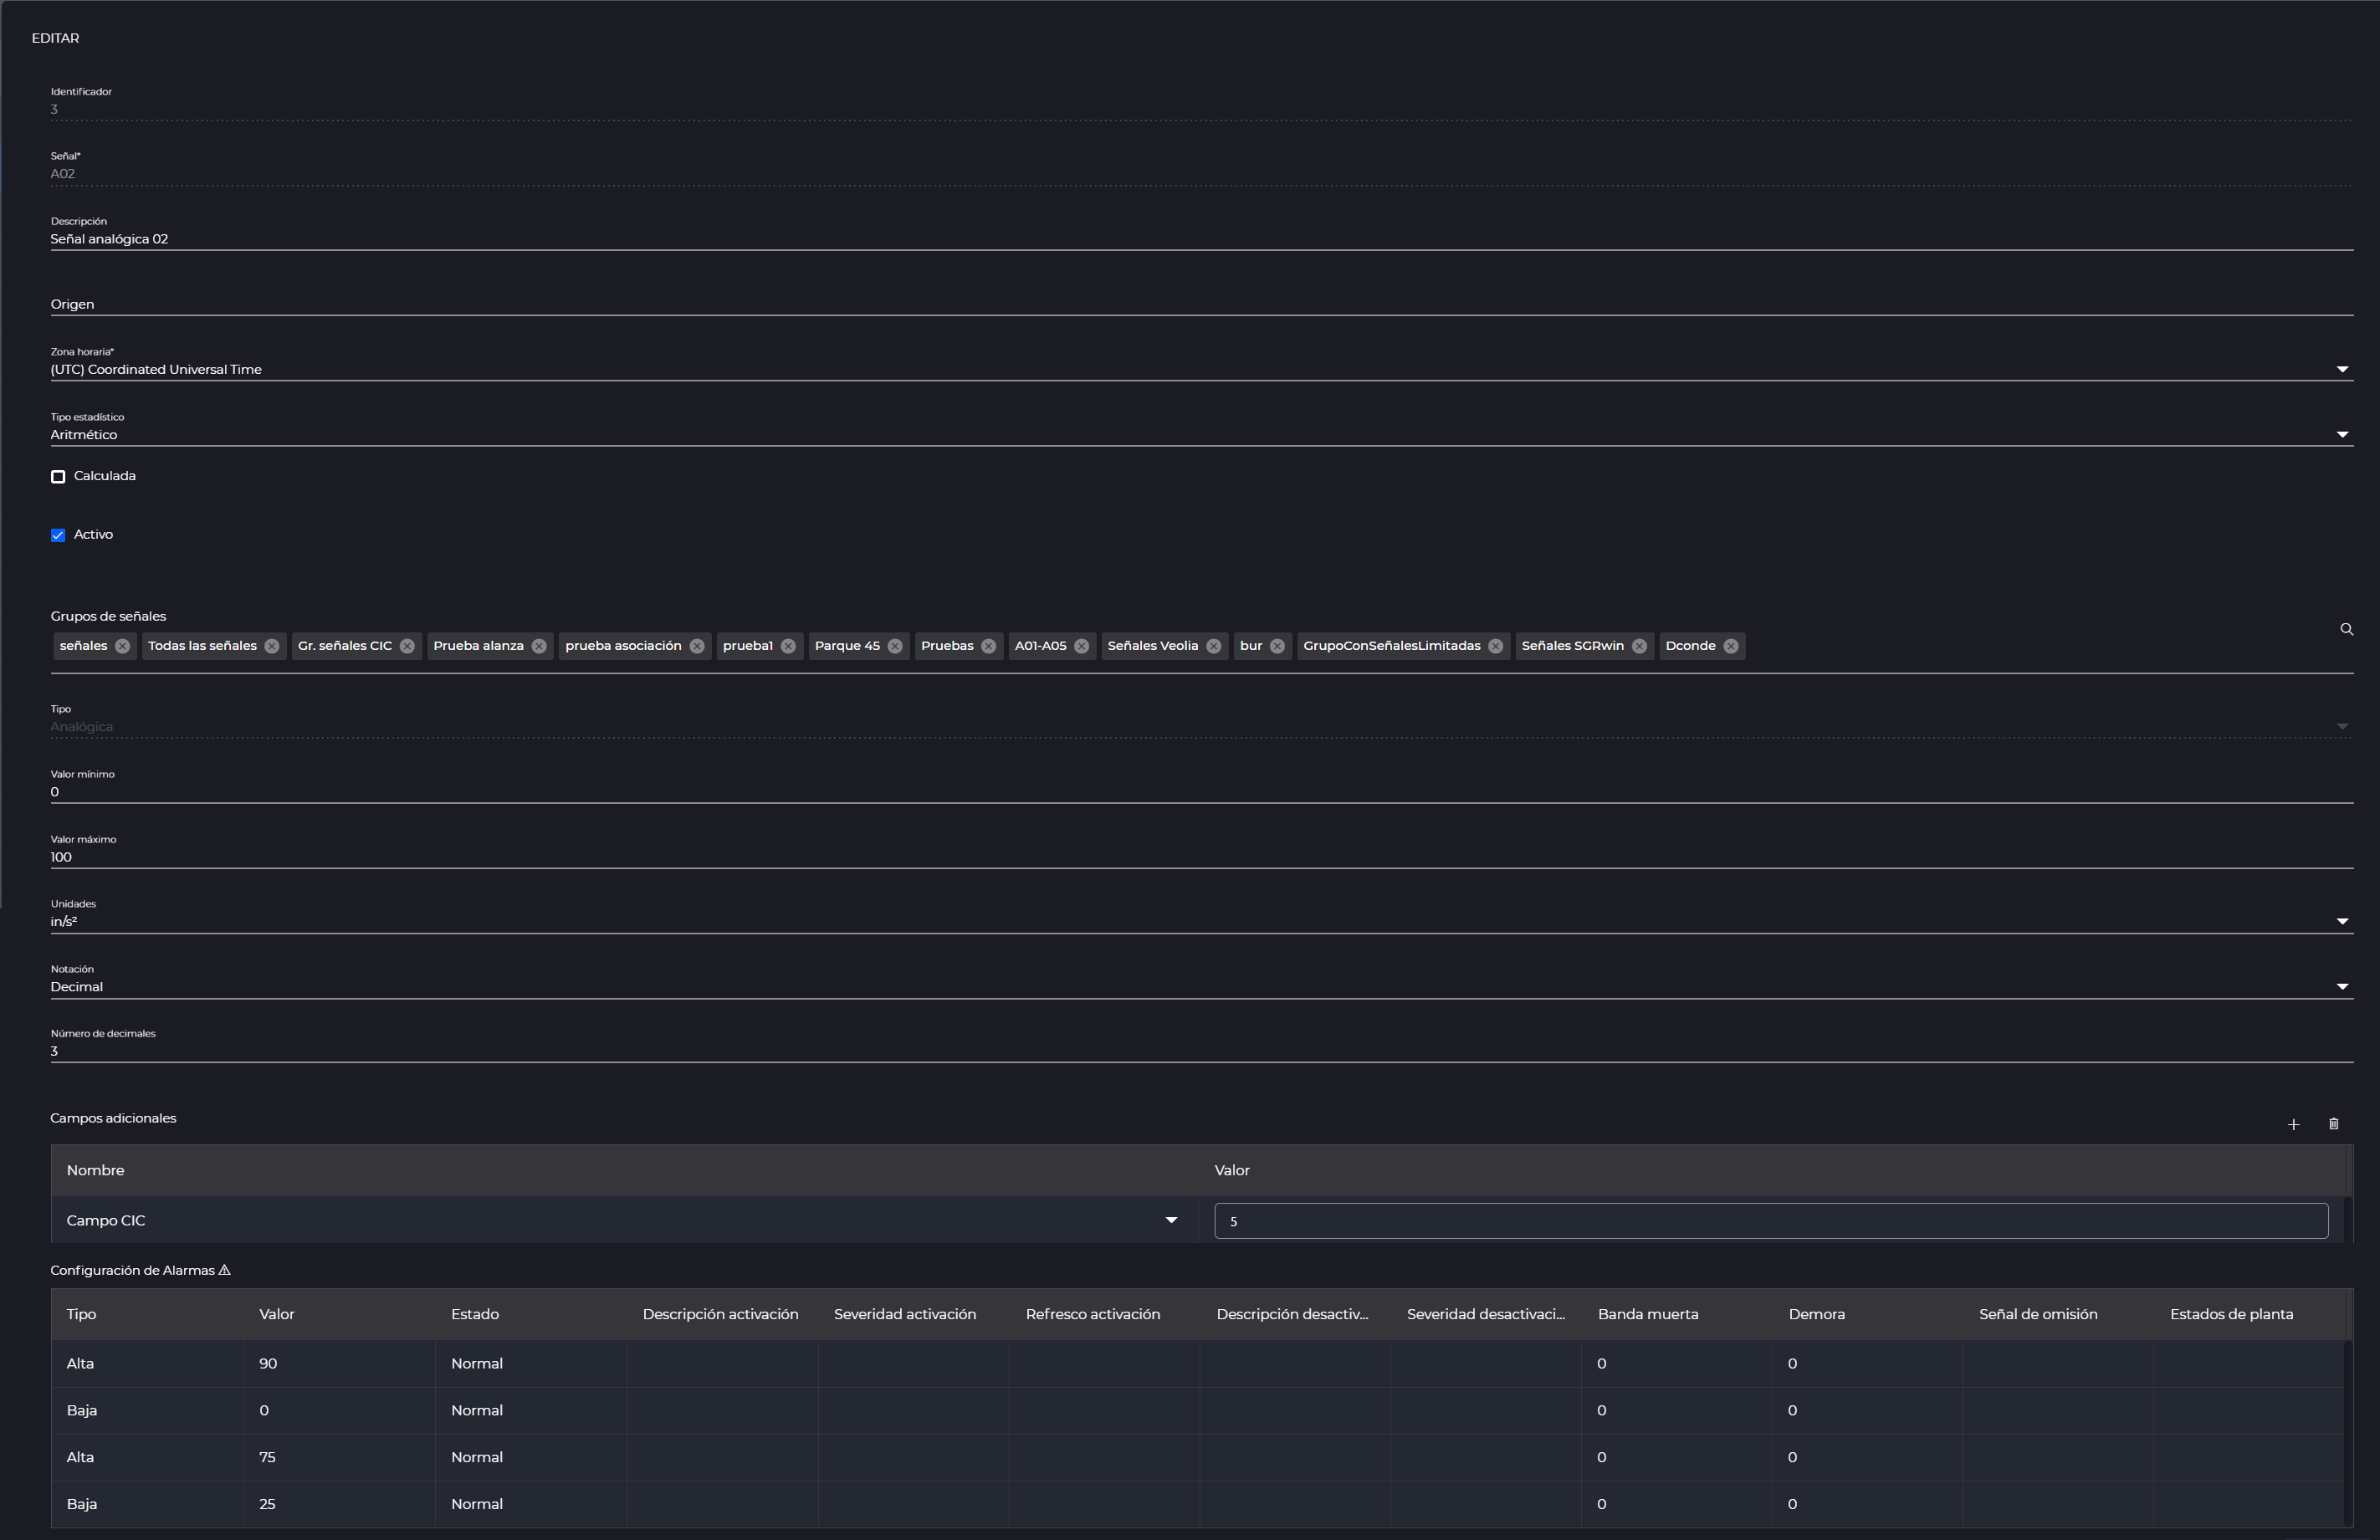 EDITAR
Identificador
3
Señal*
A02
Descripción
Señal analógica 02
Origen
Zona horaria*
(UTC) Coordinated Universal Time
Tipo estadístico
Aritmético
Calculada
Activo
Grupos de señales
señales Todas las señales Gr. señales CIC Prueba alanza prueba asociación prueba1 Parque 45 Pruebas A01-A05 Señales Veolia bur GrupoConSeñalesLimitadas Señales SGRwin Dconde
Tipo
Analógica
Valor mínimo
0
Valor máximo
100
Unidades
in/s²
Notación
Decimal
Número de decimales
3
Campos adicionales
Nombre Valor
Campo CIC 5
Configuración de Alarmas
Tipo Valor Estado Descripción activación Severidad activación Refresco activación Descripción desactiv... Severidad desactivaci... Banda muerta Demora Señal de omisión Estados de planta
Alta 90 Normal 0 0
Baja 0 Normal 0 0
Alta 75 Normal 0 0
Baja 25 Normal 0 0